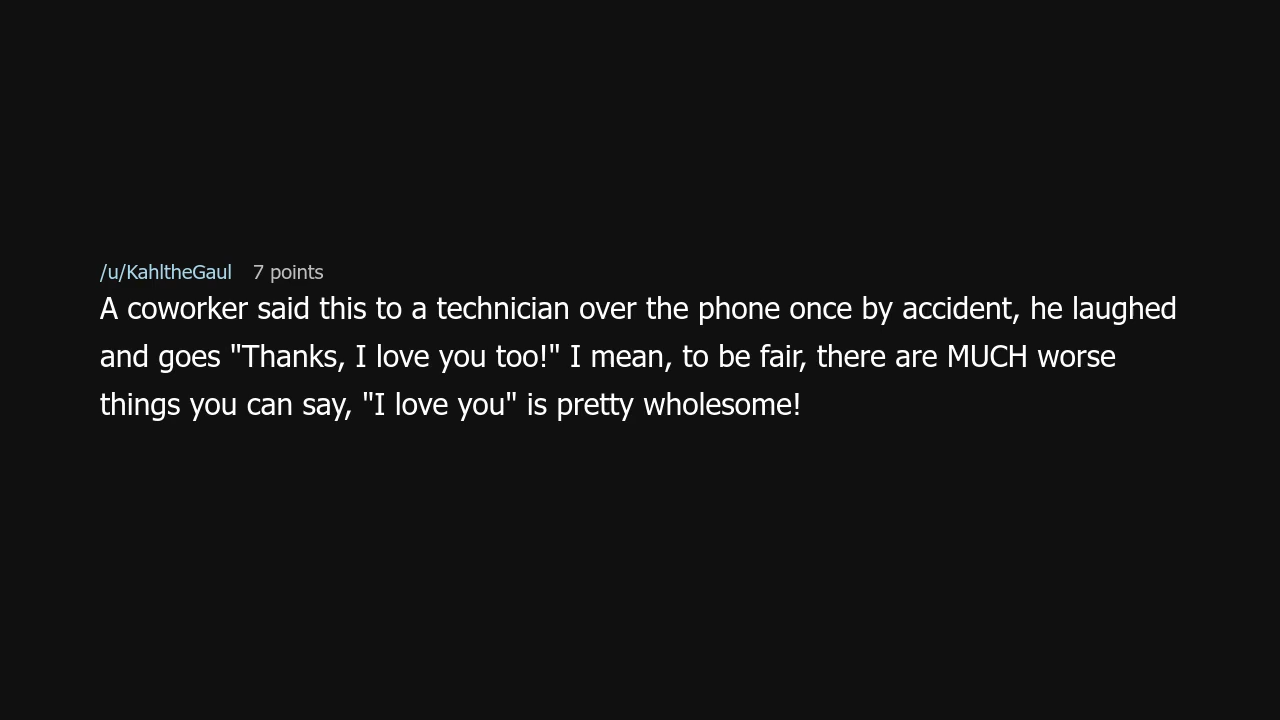 /u/KahltheGaul 7 points
A coworker said this to a technician over the phone once by accident, he laughed
and goes "Thanks, I love you too!" I mean, to be fair, there are MUCH worse
things you can say, "I love you" is pretty wholesome!